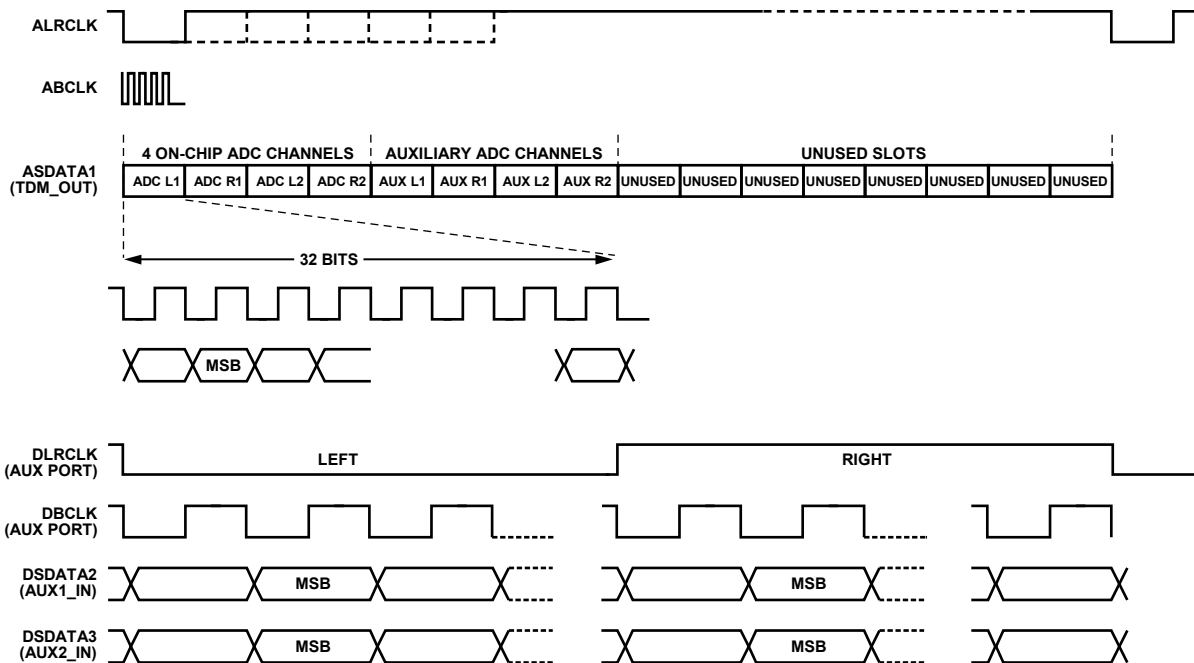 ALRCLK
ABCLK
4 ON-CHIP ADC CHANNELS AUXILIARY ADC CHANNELS UNUSED SLOTS
ASDATA1
(TDM_OUT)
ADC L1 ADC R1 ADC L2 ADC R2 AUX L1 AUX R1 AUX L2 AUX R2 UNUSED UNUSED UNUSED UNUSED UNUSED UNUSED UNUSED UNUSED
32 BITS
MSB
DLRCLK
(AUX PORT)
LEFT RIGHT
DBCLK
(AUX PORT)
DSDATA2
(AUX1_IN)
MSB MSB
DSDATA3
(AUX2_IN)
MSB MSB